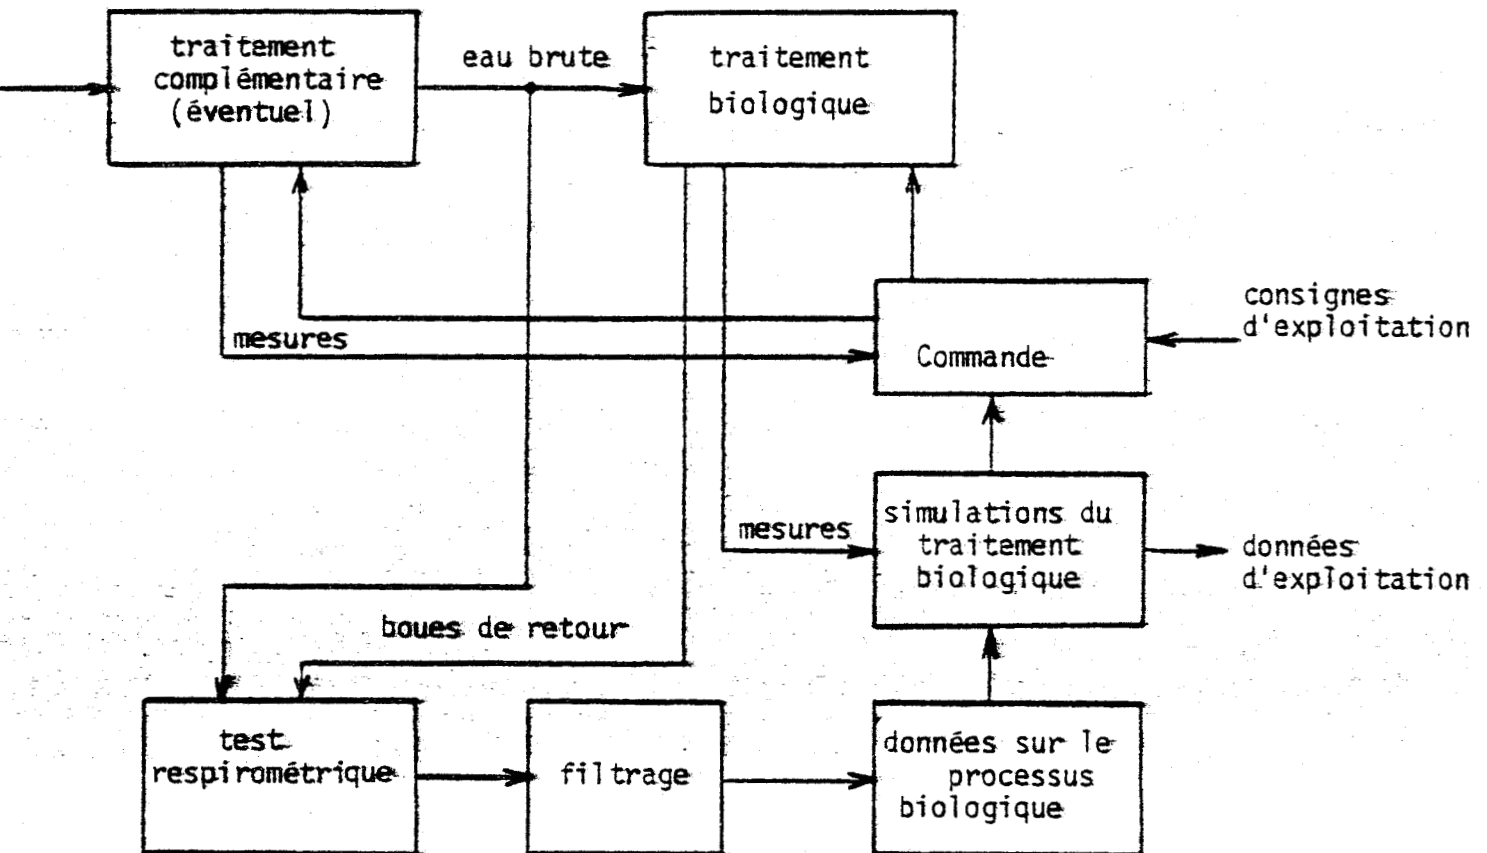 traitement
complémentaire
(éventuel)
eau brute
traitement
biologique
mesures
Commande
consignes
d'exploitation
mesures
simulations du
traitement
biologique
données
d'exploitation
boues de retour
test
respirométrique
filtrage
données sur le
processus
biologique